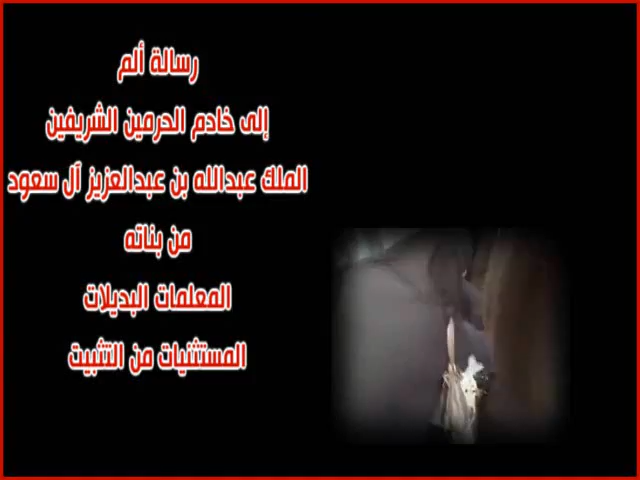 رسالة ألم
إلى خادم الحرمين الشريفين
الملك عبدالله بن عبدالعزيز آل سعود
من بناته
المعلمات البديلات
المستثنيات من التثبيت